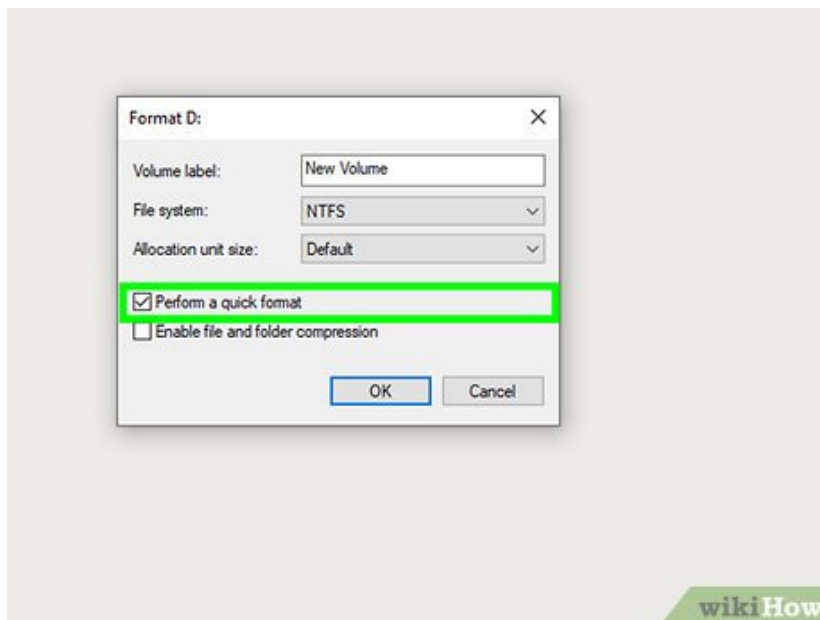 Format D:
Volume label: New Volume
File system: NTFS
Allocation unit size: Default
Perform a quick format
Enable file and folder compression
OK Cancel
wikiHow